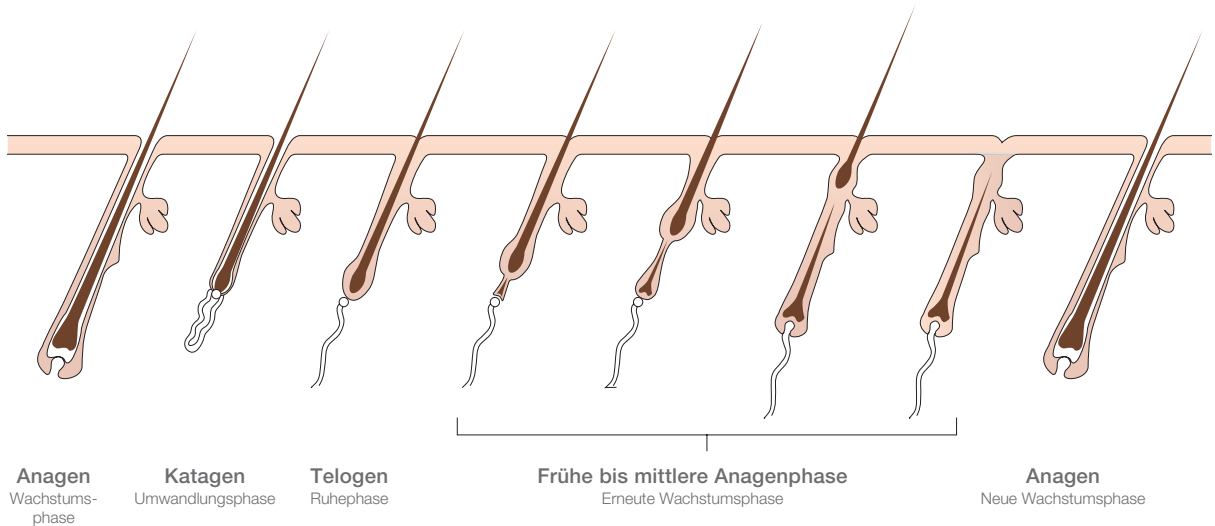 Anagen
Wachstums-
phase
Katagen
Umwandlungsphase
Telogen
Ruhephase
Frühe bis mittlere Anagenphase
Erneute Wachstumsphase
Anagen
Neue Wachstumsphase